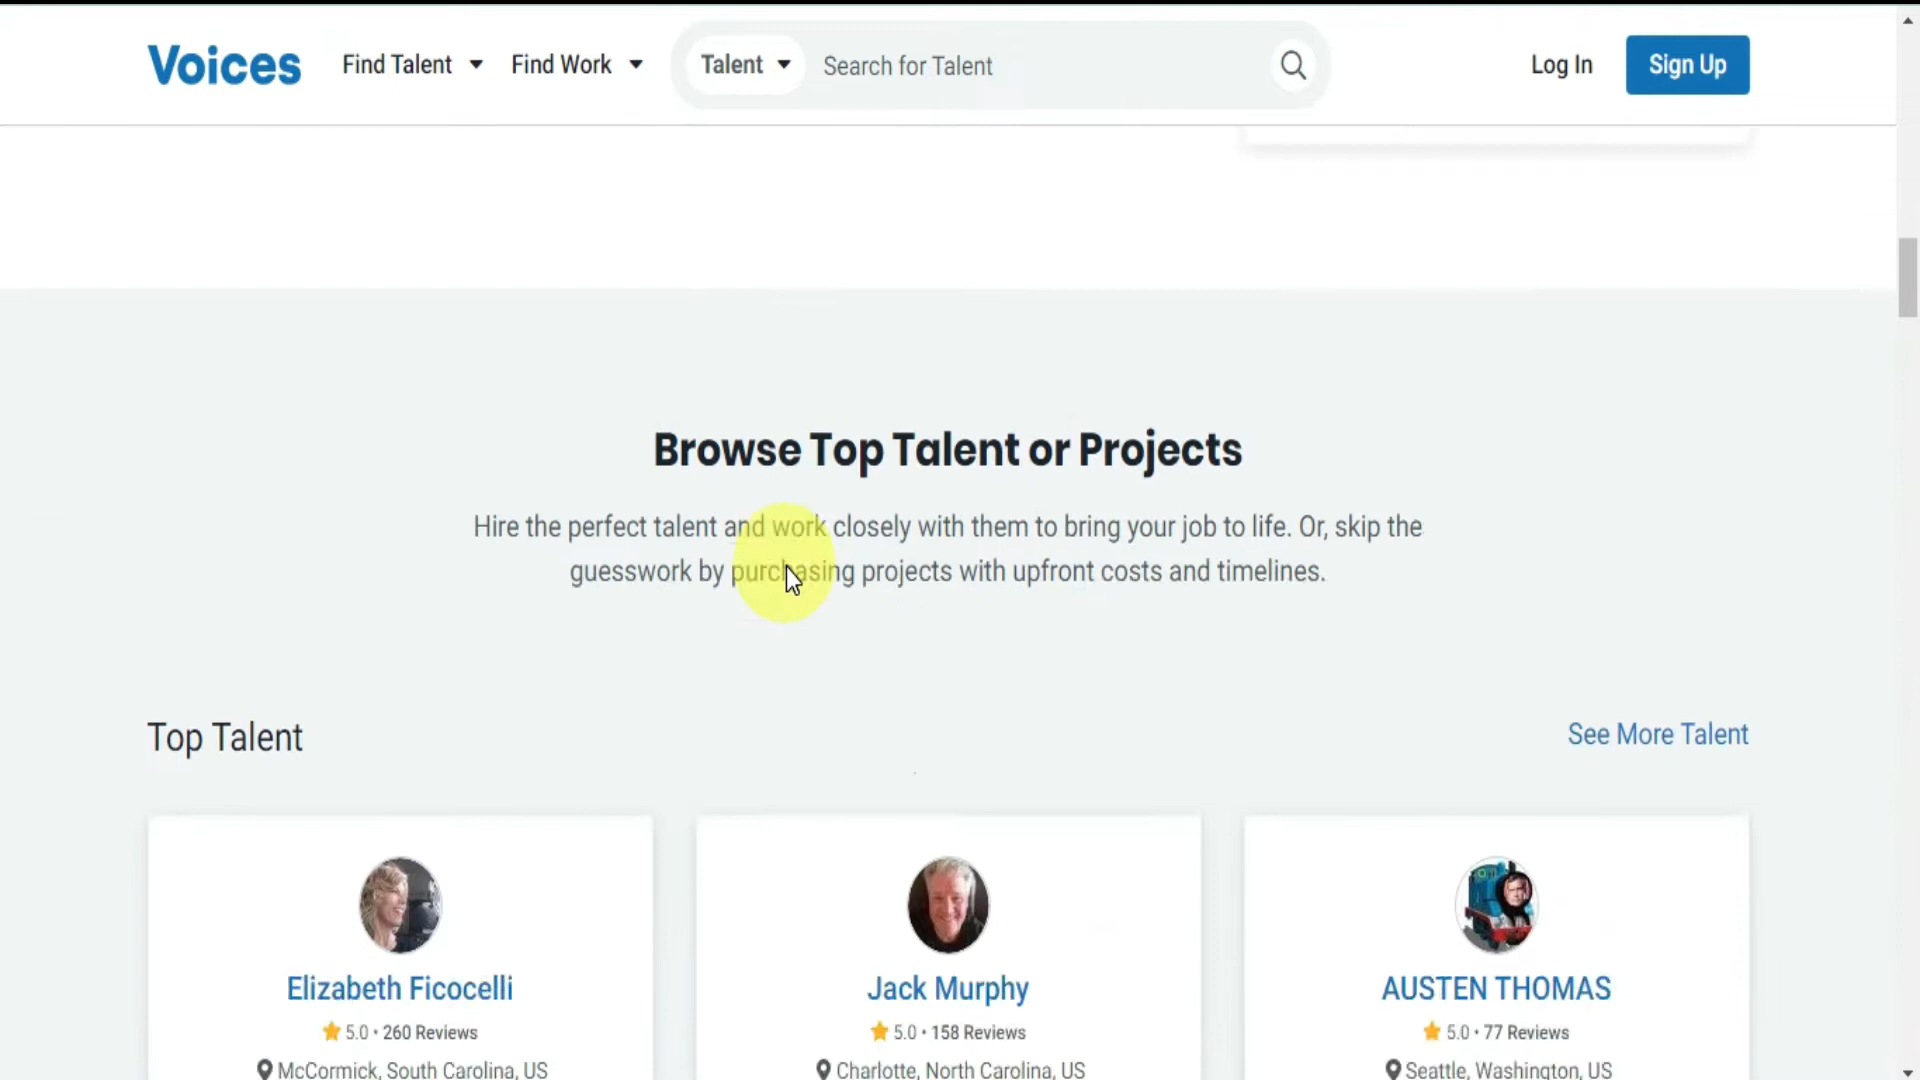 Voices
Find Talent
Find Work
Talent
Search for Talent
Log In
Sign Up
Browse Top Talent or Projects
Hire the perfect talent and work closely with them to bring your job to life. Or, skip the
guesswork by purchasing projects with upfront costs and timelines.
Top Talent
See More Talent
Elizabeth Ficocelli
5.0 • 260 Reviews
McCormick, South Carolina, US
Jack Murphy
5.0 • 158 Reviews
Charlotte, North Carolina, US
AUSTEN THOMAS
5.0 • 77 Reviews
Seattle, Washington, US